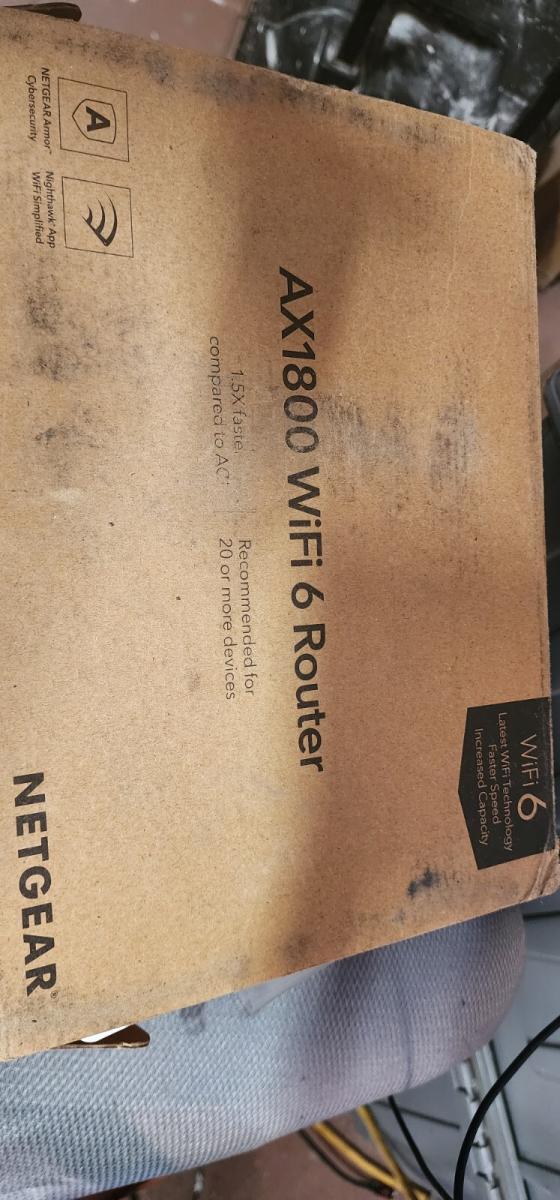 WiFi 6
Latest WiFi Technology
Faster Speed
Increased Capacity
AX1800 WiFi 6 Router
1.5X faste
compared to AC
Recommended for
20 or more devices
A
NETGEAR Armor™
Cybersecurity
Nighthawk® App
WiFi Simplified
NETGEAR®